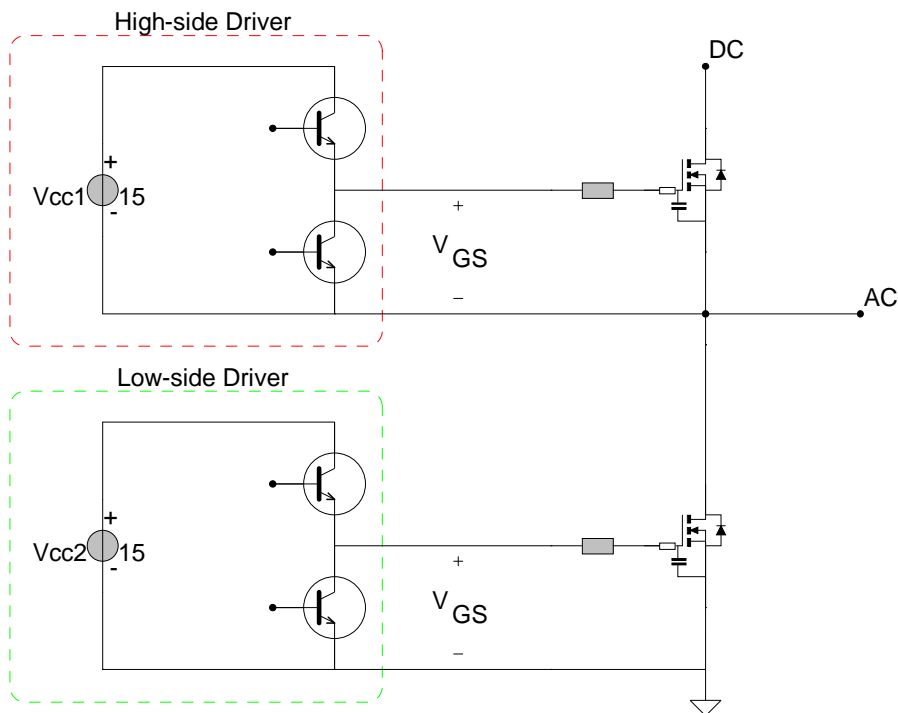 High-side Driver
DC
+
Vcc1 15
-
+
V GS
−
AC
Low-side Driver
+
Vcc2 15
-
+
V GS
−